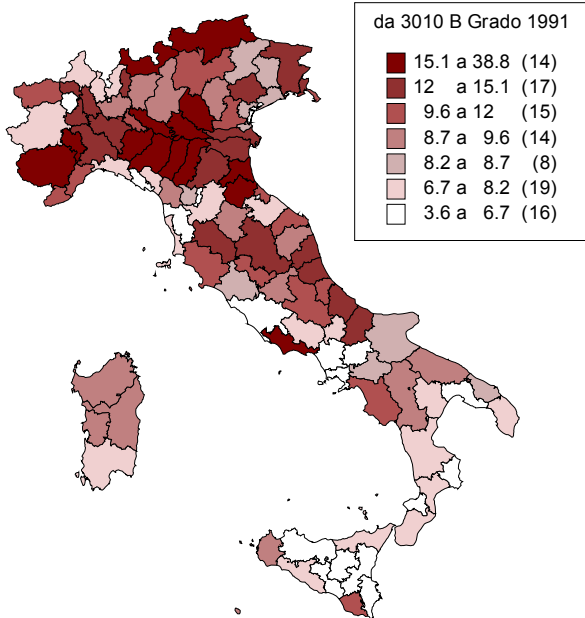 da 3010 B Grado 1991
15.1 a 38.8 (14)
12 a 15.1 (17)
9.6 a 12 (15)
8.7 a 9.6 (14)
8.2 a 8.7 (8)
6.7 a 8.2 (19)
3.6 a 6.7 (16)